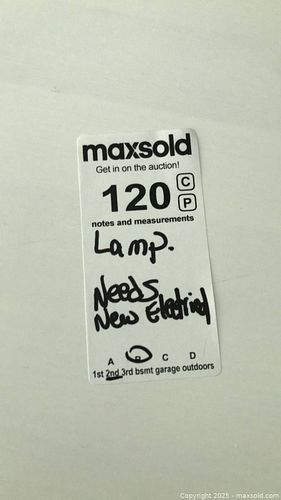 maxsold
Get in on the auction!
120 C
P
notes and measurements
Lamp.
Needs
New Electrical
A B C D
1st 2nd 3rd bsmt garage outdoors
Copyright 2025 - maxsold.com